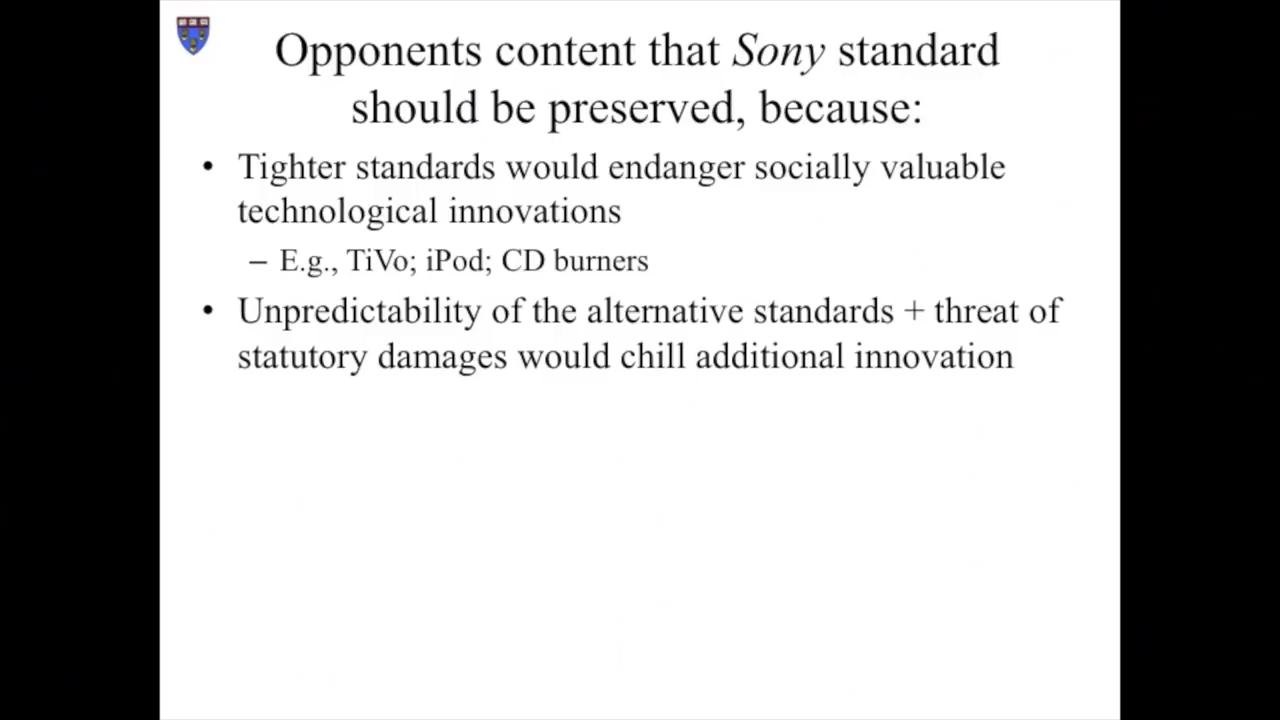 Opponents content that Sony standard
should be preserved, because:
• Tighter standards would endanger socially valuable
technological innovations
– E.g., TiVo; iPod; CD burners
• Unpredictability of the alternative standards + threat of
statutory damages would chill additional innovation